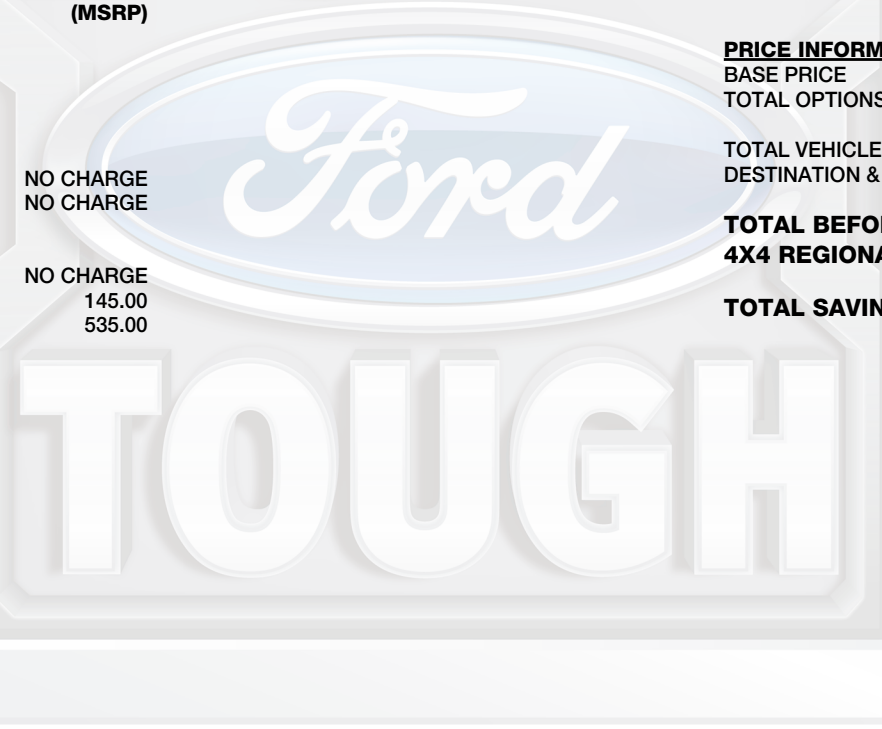 (MSRP)
NO CHARGE
NO CHARGE
NO CHARGE
145.00
535.00
PRICE INFORM
BASE PRICE
TOTAL OPTIONS
TOTAL VEHICLE
DESTINATION &
TOTAL BEFO
4X4 REGIONA
TOTAL SAVIN
Ford
TOUGH